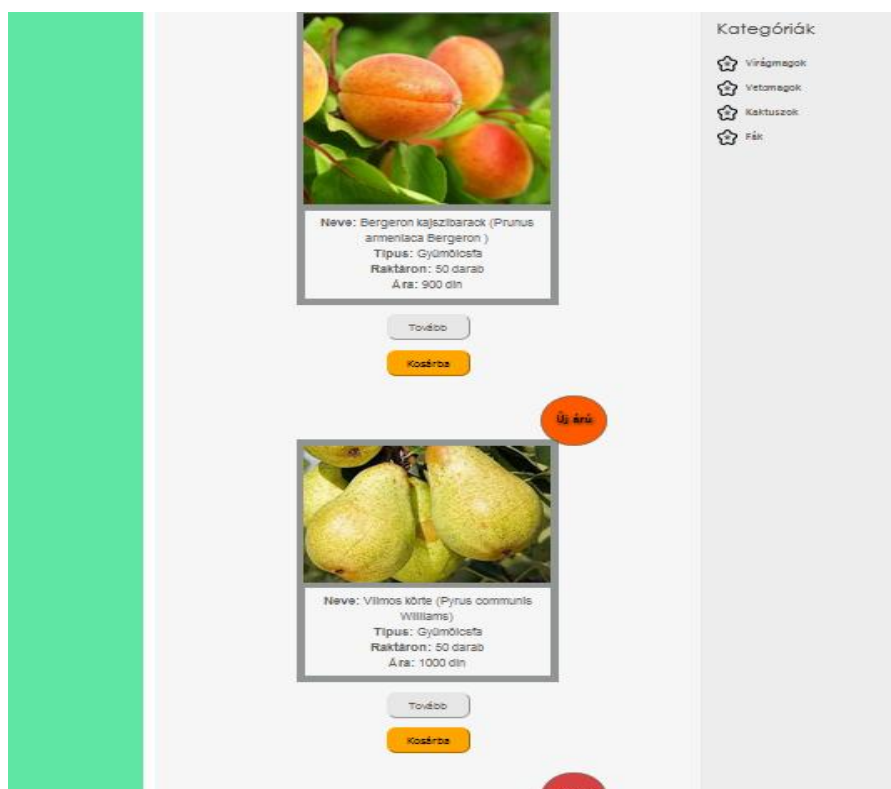 Neve: Bergeron kajszibarack (Prunus
armeniaca Bergeron )
Típus: Gyümölcsfa
Raktáron: 50 darab
Ára: 900 din
Tovább
Kosárba
Új árú
Neve: Vilmos körte (Pyrus communis
Williams)
Típus: Gyümölcsfa
Raktáron: 50 darab
Ára: 1000 din
Tovább
Kosárba
Kategóriák
Virágmagok
Vetomagok
Kaktuszok
Fák